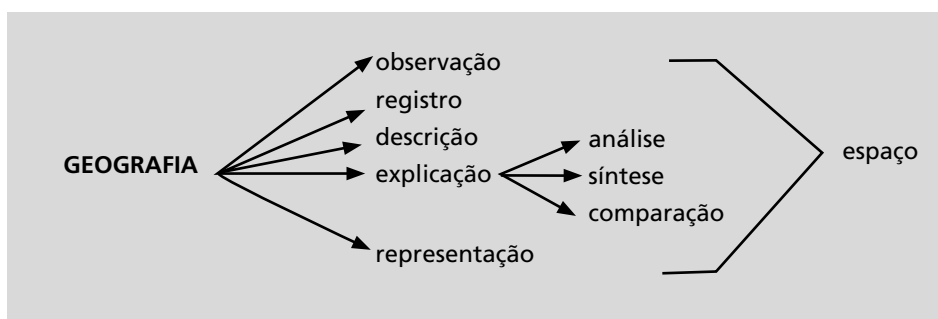 observação
registro
descrição
GEOGRAFIA
explicação
representação
análise
síntese
comparação
espaço